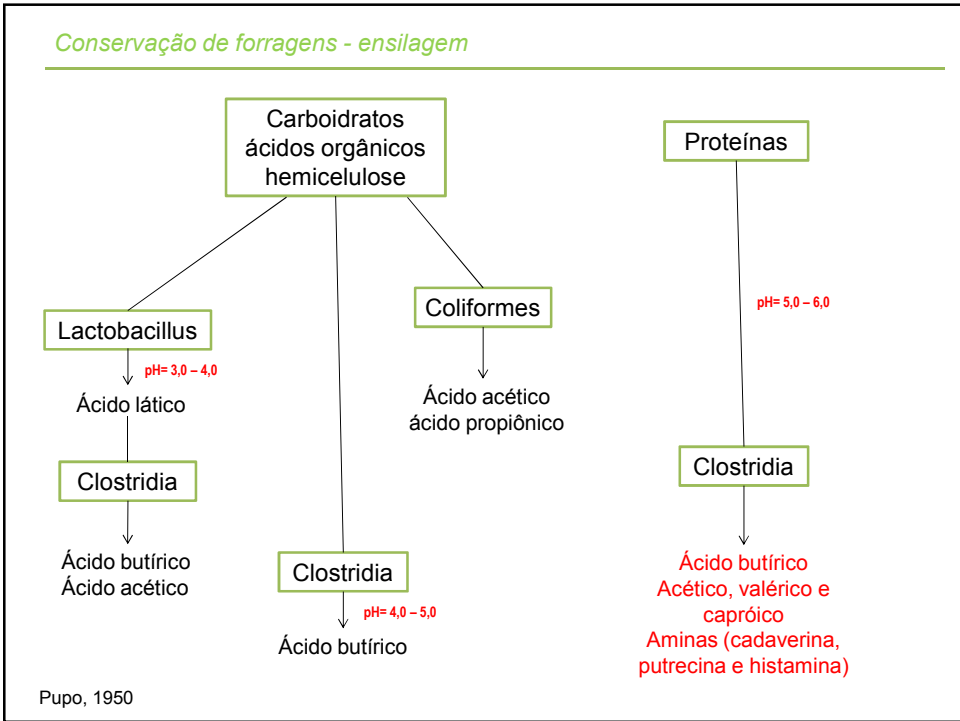 Conservação de forragens - ensilagem
Carboidratos
ácidos orgânicos
hemicelulose
Proteínas
Lactobacillus
pH= 3,0 – 4,0
Ácido lático
Clostridia
Ácido butírico
Ácido acético
Clostridia
pH= 4,0 – 5,0
Ácido butírico
Coliformes
Ácido acético
ácido propiônico
pH= 5,0 – 6,0
Clostridia
Ácido butírico
Acético, valérico e
capróico
Aminas (cadaverina,
putrecina e histamina)
Pupo, 1950